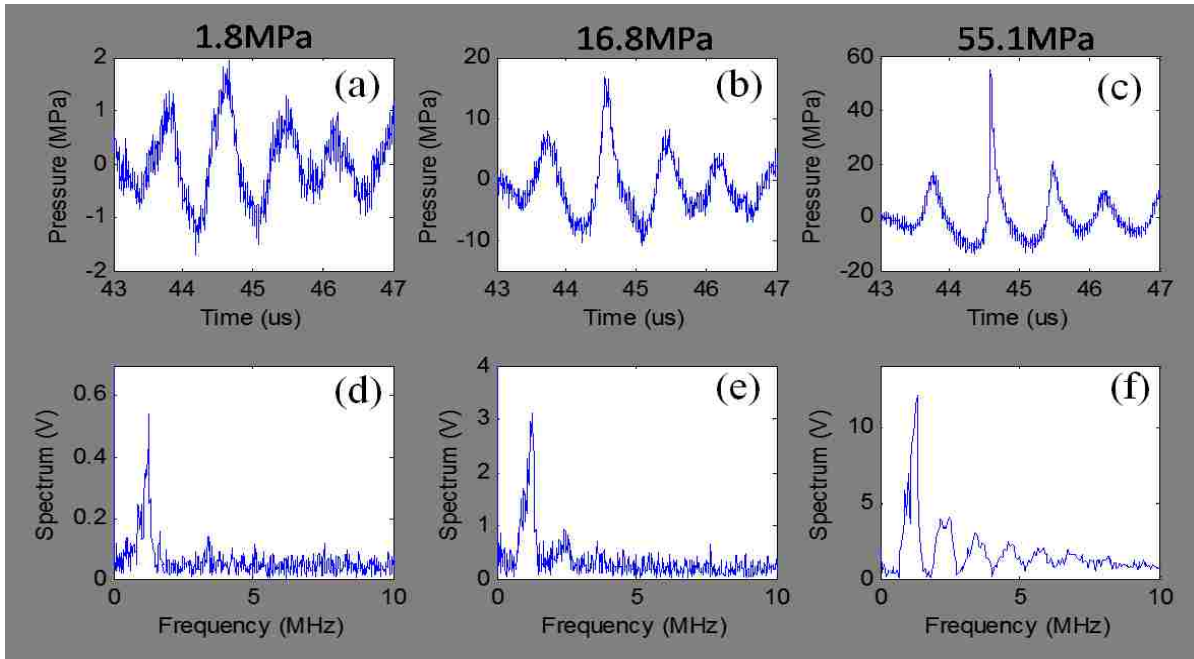 1.8MPa
16.8MPa
55.1MPa
(a)
2
1
0
-1
-2
Pressure (MPa)
43 44 45 46 47
Time (us)
(b)
20
10
0
-10
Pressure (MPa)
43 44 45 46 47
Time (us)
(c)
60
40
20
0
-20
Pressure (MPa)
43 44 45 46 47
Time (us)
(d)
0.6
0.4
0.2
0
Spectrum (V)
0 5 10
Frequency (MHz)
(e)
4
3
2
1
0
Spectrum (V)
0 5 10
Frequency (MHz)
(f)
10
5
0
Spectrum (V)
0 5 10
Frequency (MHz)